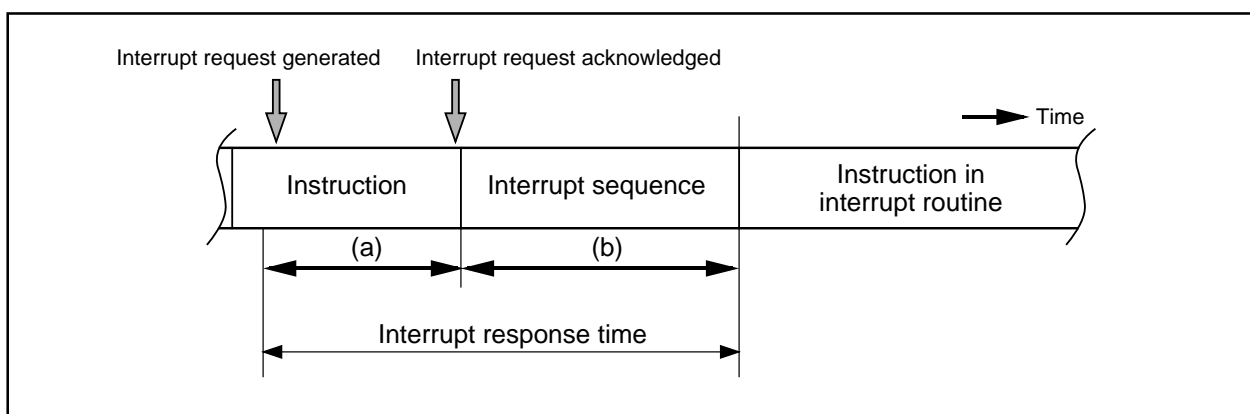 Interrupt request generated
Interrupt request acknowledged
Time
Instruction
Interrupt sequence
Instruction in
interrupt routine
(a)
(b)
Interrupt response time